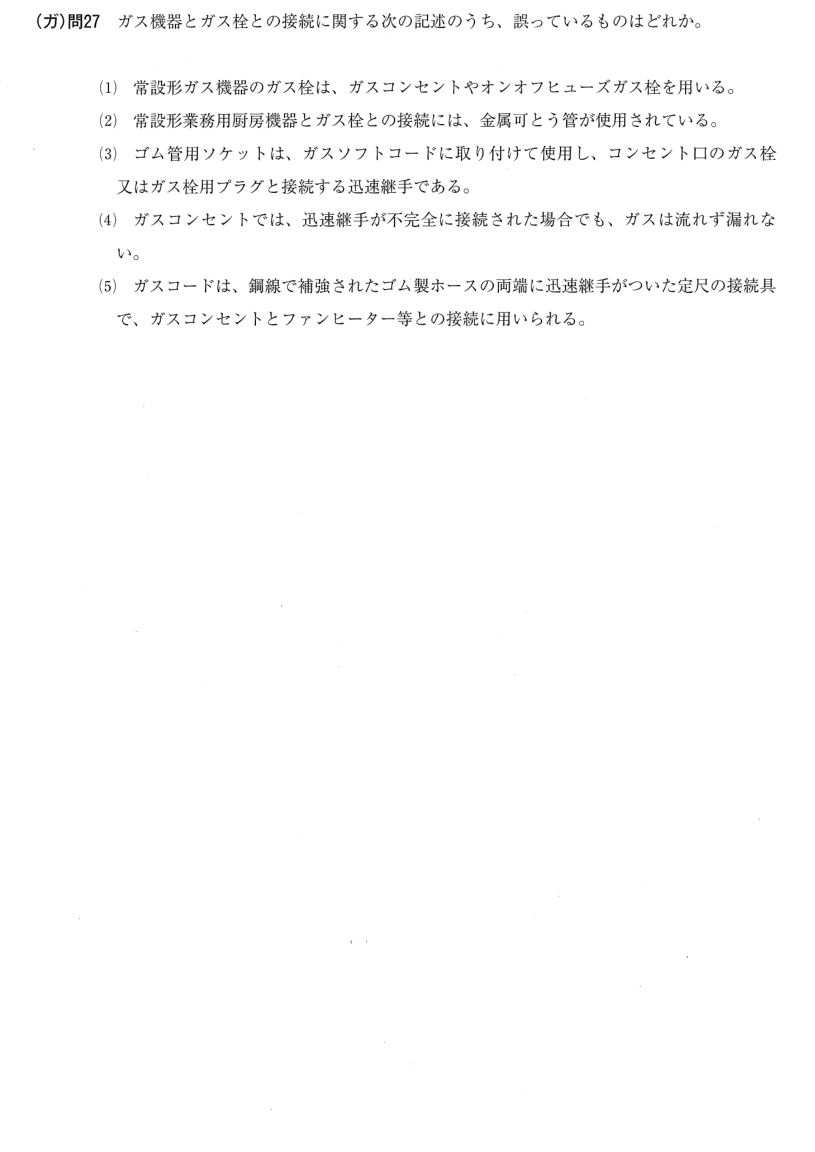 (ガ)問27　ガス機器とガス栓との接続に関する次の記述のうち、誤っているものはどれか。
(1)　常設形ガス機器のガス栓は、ガスコンセントやオンオフヒューズガス栓を用いる。
(2)　常設形業務用厨房機器とガス栓との接続には、金属可とう管が使用されている。
(3)　ゴム管用ソケットは、ガスソフトコードに取り付けて使用し、コンセント口のガス栓
又はガス栓用プラグと接続する迅速継手である。
(4)　ガスコンセントでは、迅速継手が不完全に接続された場合でも、ガスは流れず漏れな
い。
(5)　ガスコードは、鋼線で補強されたゴム製ホースの両端に迅速継手がついた定尺の接続具
で、ガスコンセントとファンヒーター等との接続に用いられる。